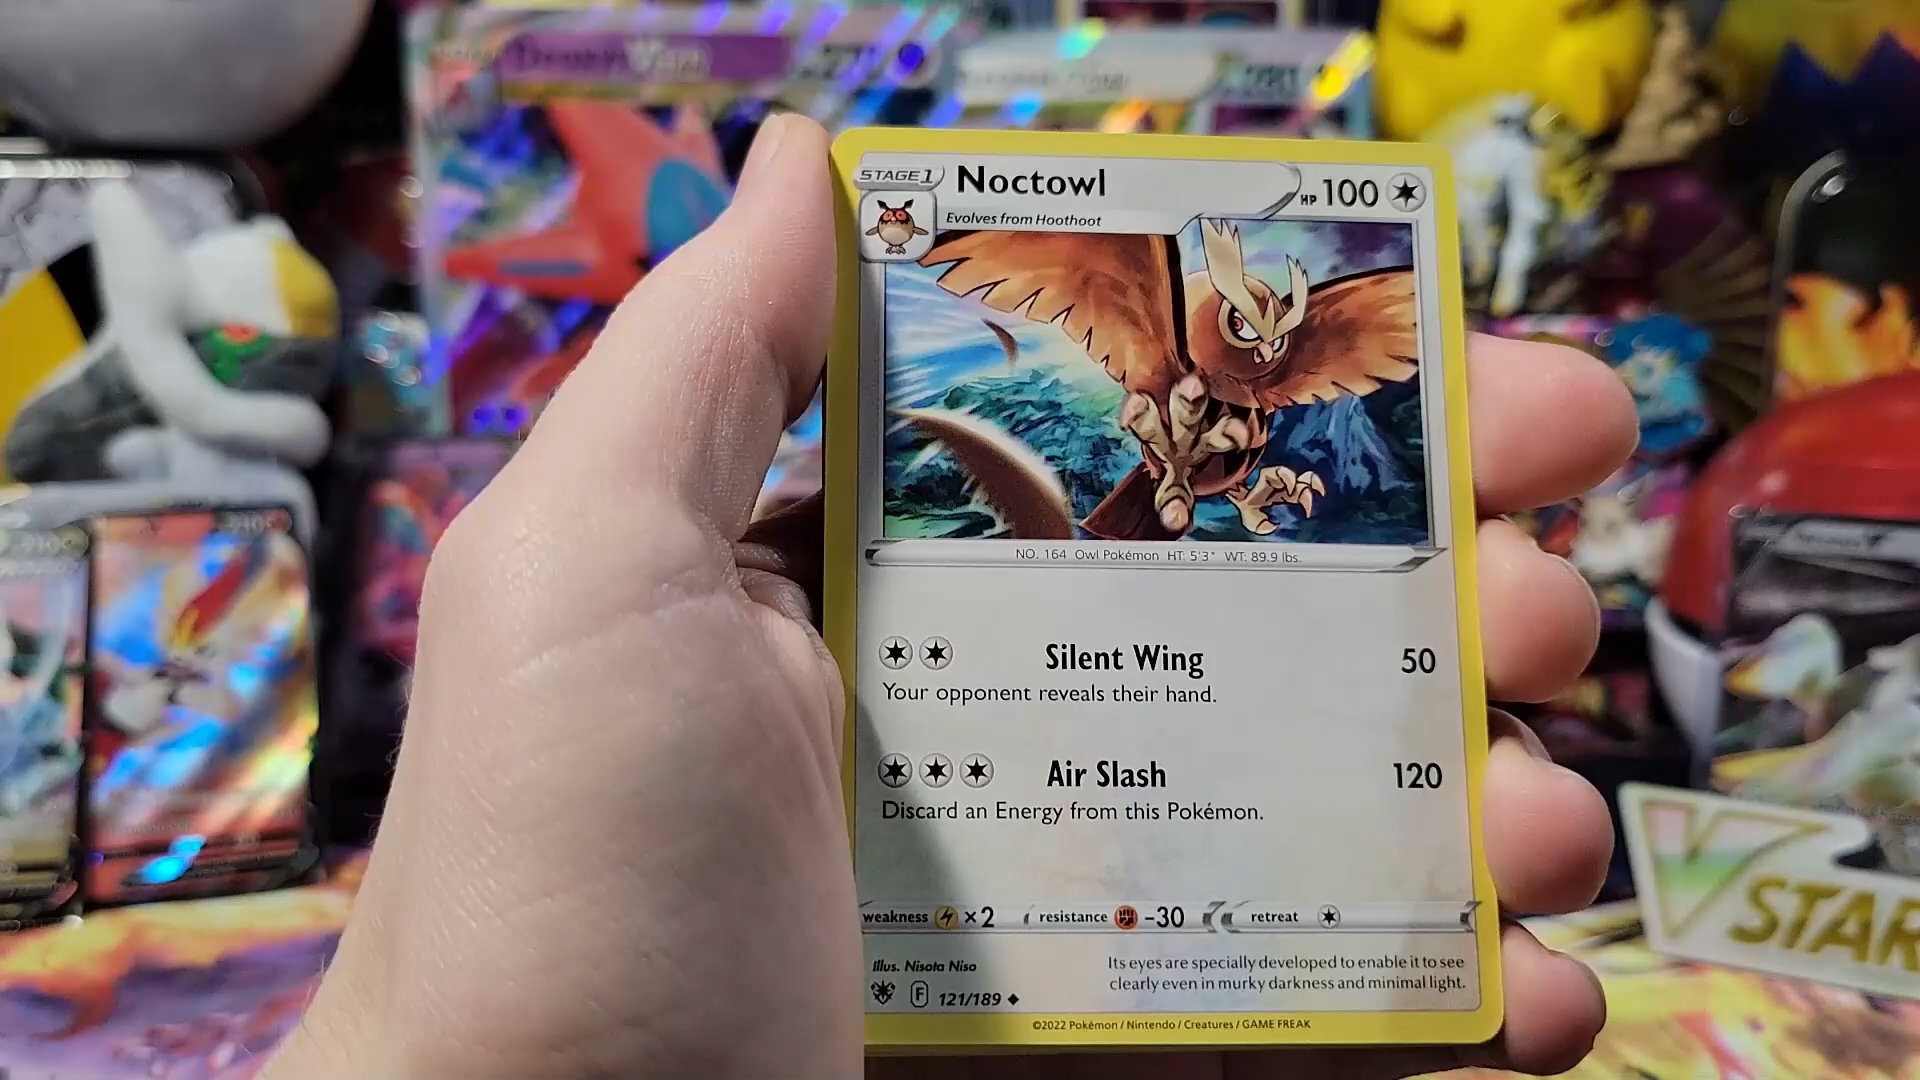 STAGE 1
Noctowl
HP 100
Evolves from Hoothoot
NO. 164 Owl Pokémon HT: 5'3" WT: 89.9 lbs.
Silent Wing 50
Your opponent reveals their hand.
Air Slash 120
Discard an Energy from this Pokémon.
weakness ×2 resistance -30 retreat
Illus. Nisota Niso
Its eyes are specially developed to enable it to see
clearly even in murky darkness and minimal light.
F 121/189
©2022 Pokémon / Nintendo / Creatures / GAME FREAK
V STAR